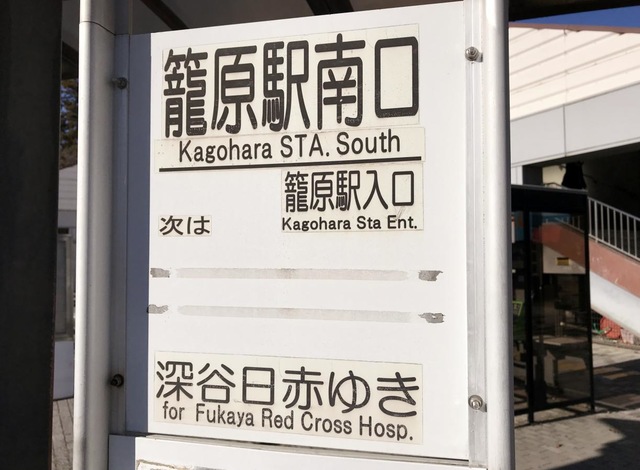 籠原駅南口
Kagohara STA. South
籠原駅入口
Kagohara Sta Ent.
次は
深谷日赤ゆき
for Fukaya Red Cross Hosp.